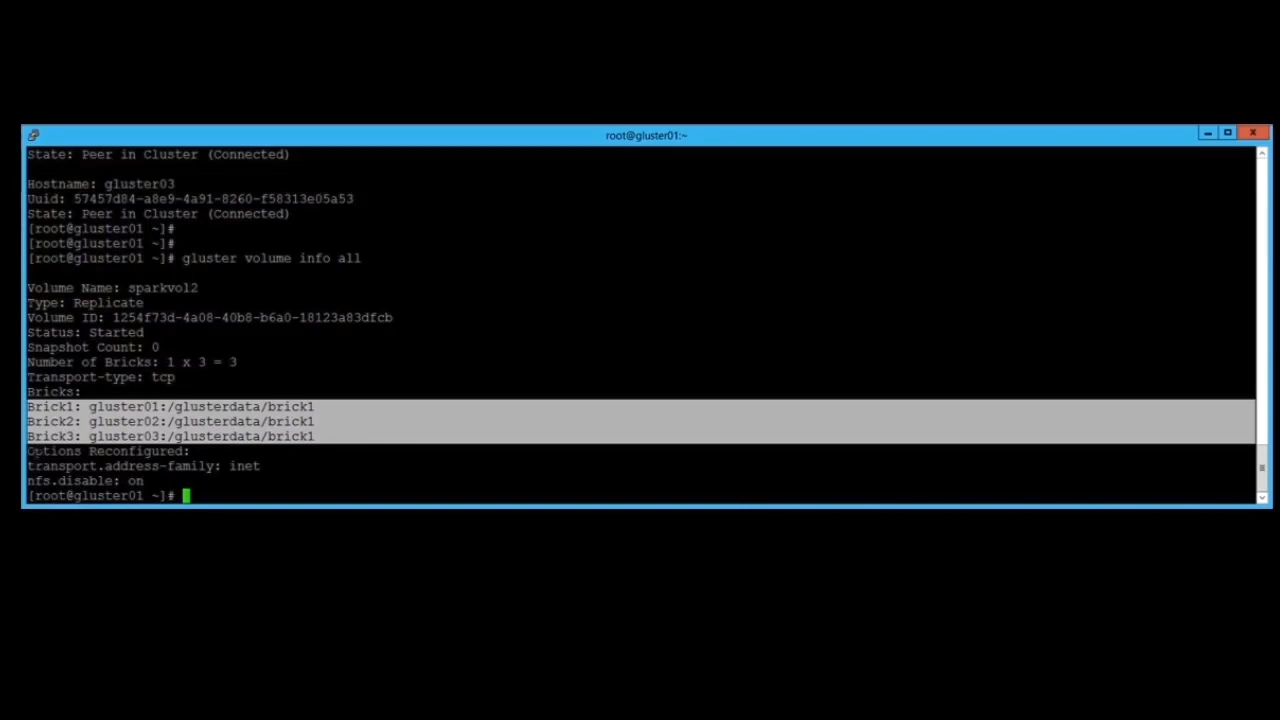 root@gluster01:~
State: Peer in Cluster (Connected)
Hostname: gluster03
Uuid: 57457d84-a8e9-4a91-8260-f58313e05a53
State: Peer in Cluster (Connected)
[root@gluster01 ~]#
[root@gluster01 ~]#
[root@gluster01 ~]# gluster volume info all
Volume Name: sparkvol2
Type: Replicate
Volume ID: 1254f73d-4a08-40b8-b6a0-18123a83dfcb
Status: Started
Snapshot Count: 0
Number of Bricks: 1 x 3 = 3
Transport-type: tcp
Bricks:
Brick1: gluster01:/glusterdata/brick1
Brick2: gluster02:/glusterdata/brick1
Brick3: gluster03:/glusterdata/brick1
Options Reconfigured:
transport.address-family: inet
nfs.disable: on
[root@gluster01 ~]#